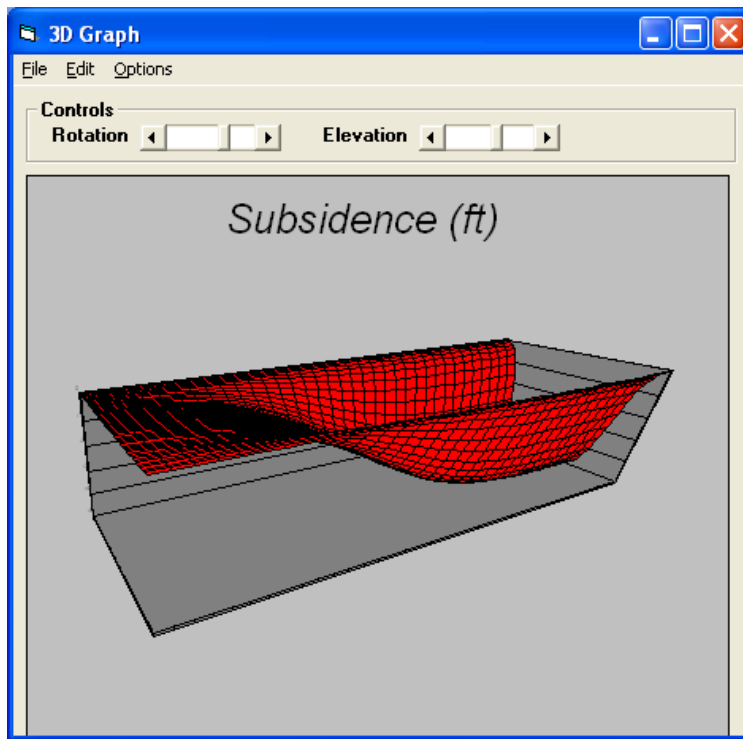 3D Graph
File Edit Options
Controls
Rotation Elevation
Subsidence (ft)